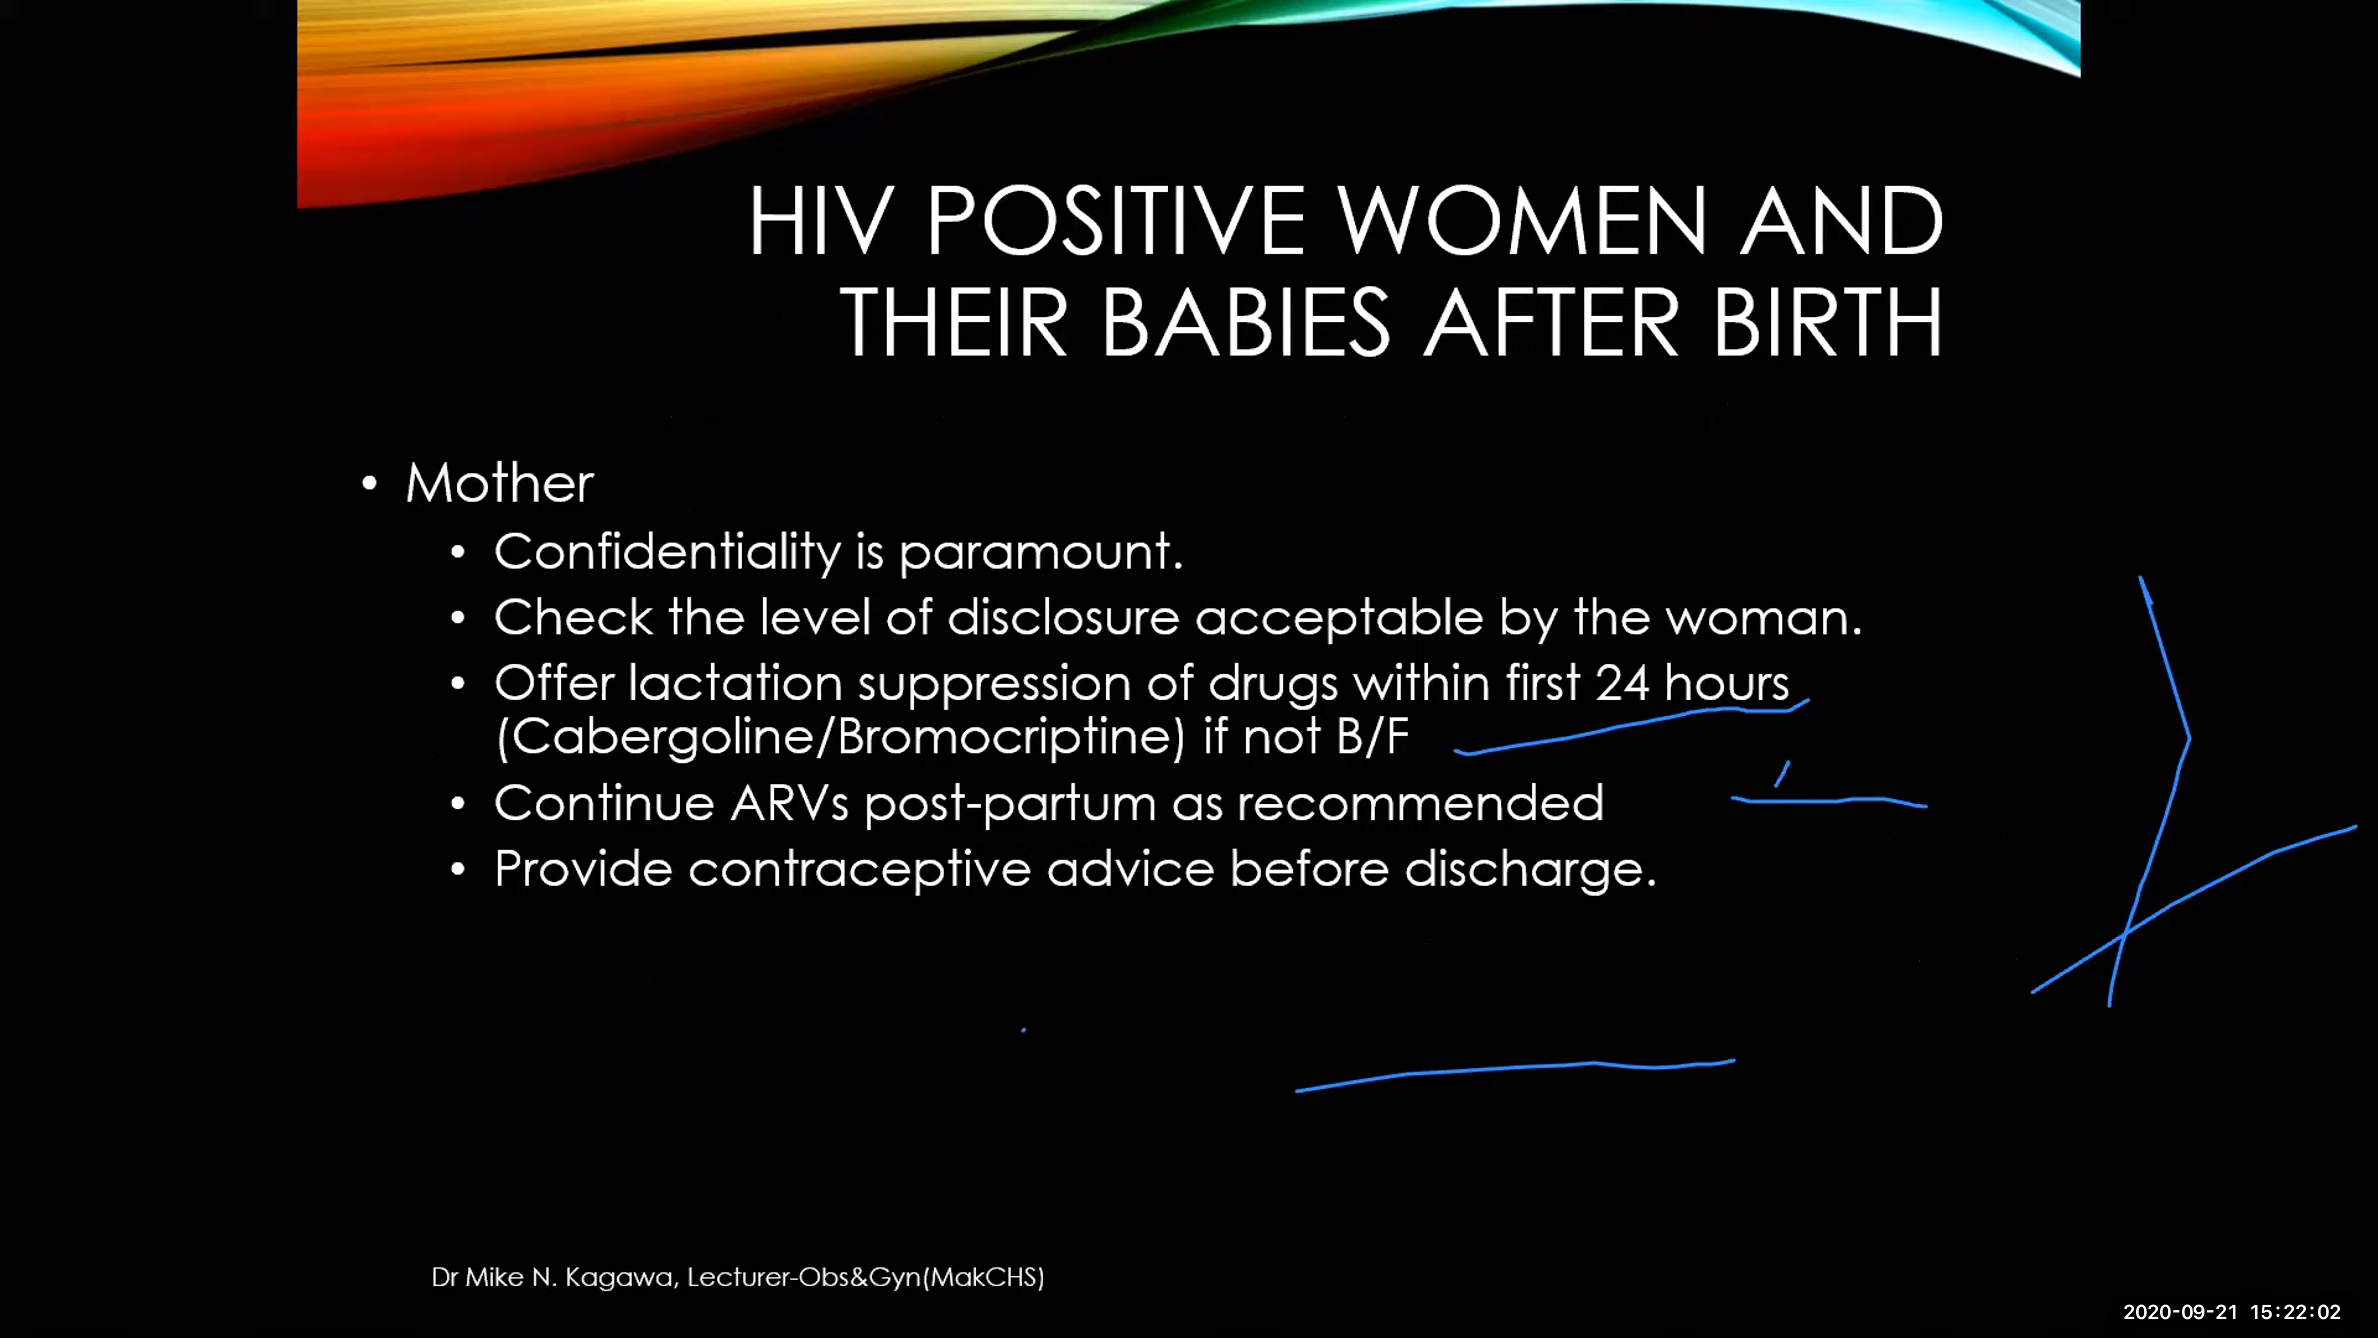 HIV POSITIVE WOMEN AND
THEIR BABIES AFTER BIRTH
• Mother
• Confidentiality is paramount.
• Check the level of disclosure acceptable by the woman.
• Offer lactation suppression of drugs within first 24 hours
(Cabergoline/Bromocriptine) if not B/F
• Continue ARVs post-partum as recommended
• Provide contraceptive advice before discharge.
Dr Mike N. Kagawa, Lecturer-Obs&Gyn(MakCHS)
2020-09-21 15:22:02